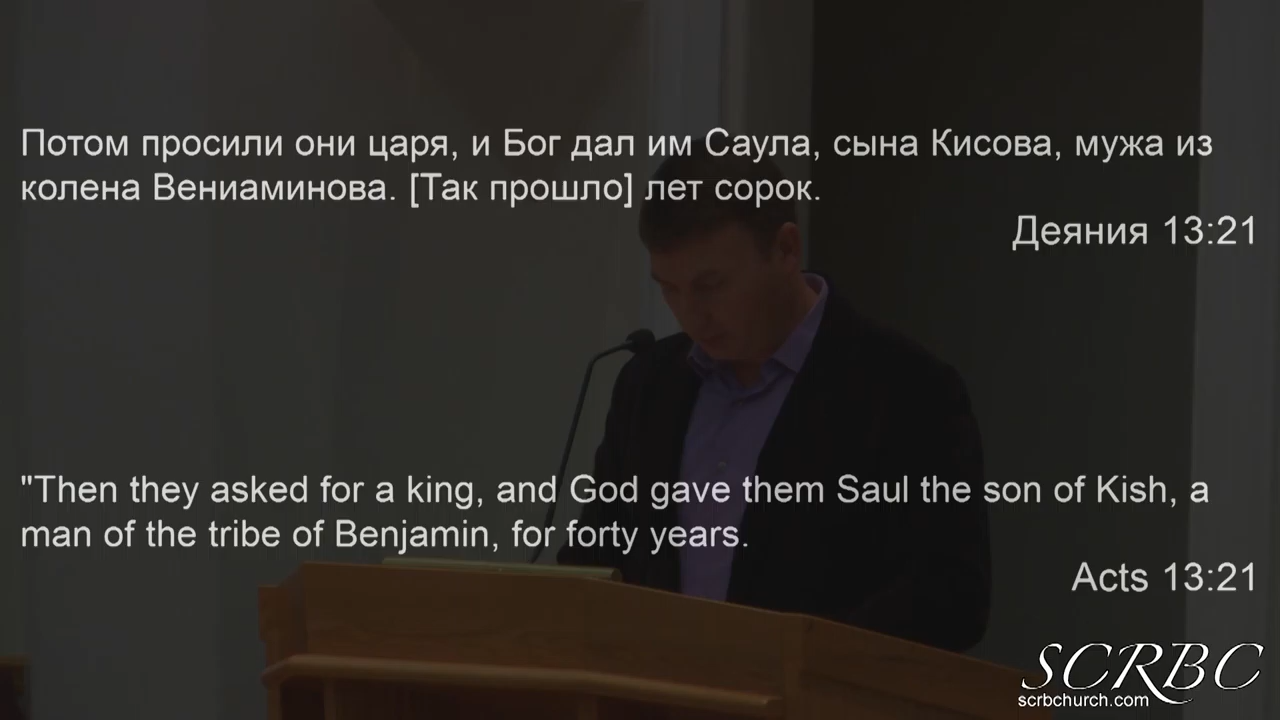 Потом просили они царя, и Бог дал им Саула, сына Кисова, мужа из
колена Вениаминова. [Так прошло] лет сорок.
Деяния 13:21
"Then they asked for a king, and God gave them Saul the son of Kish, a
man of the tribe of Benjamin, for forty years.
Acts 13:21
SCRBC
scrbchurch.com